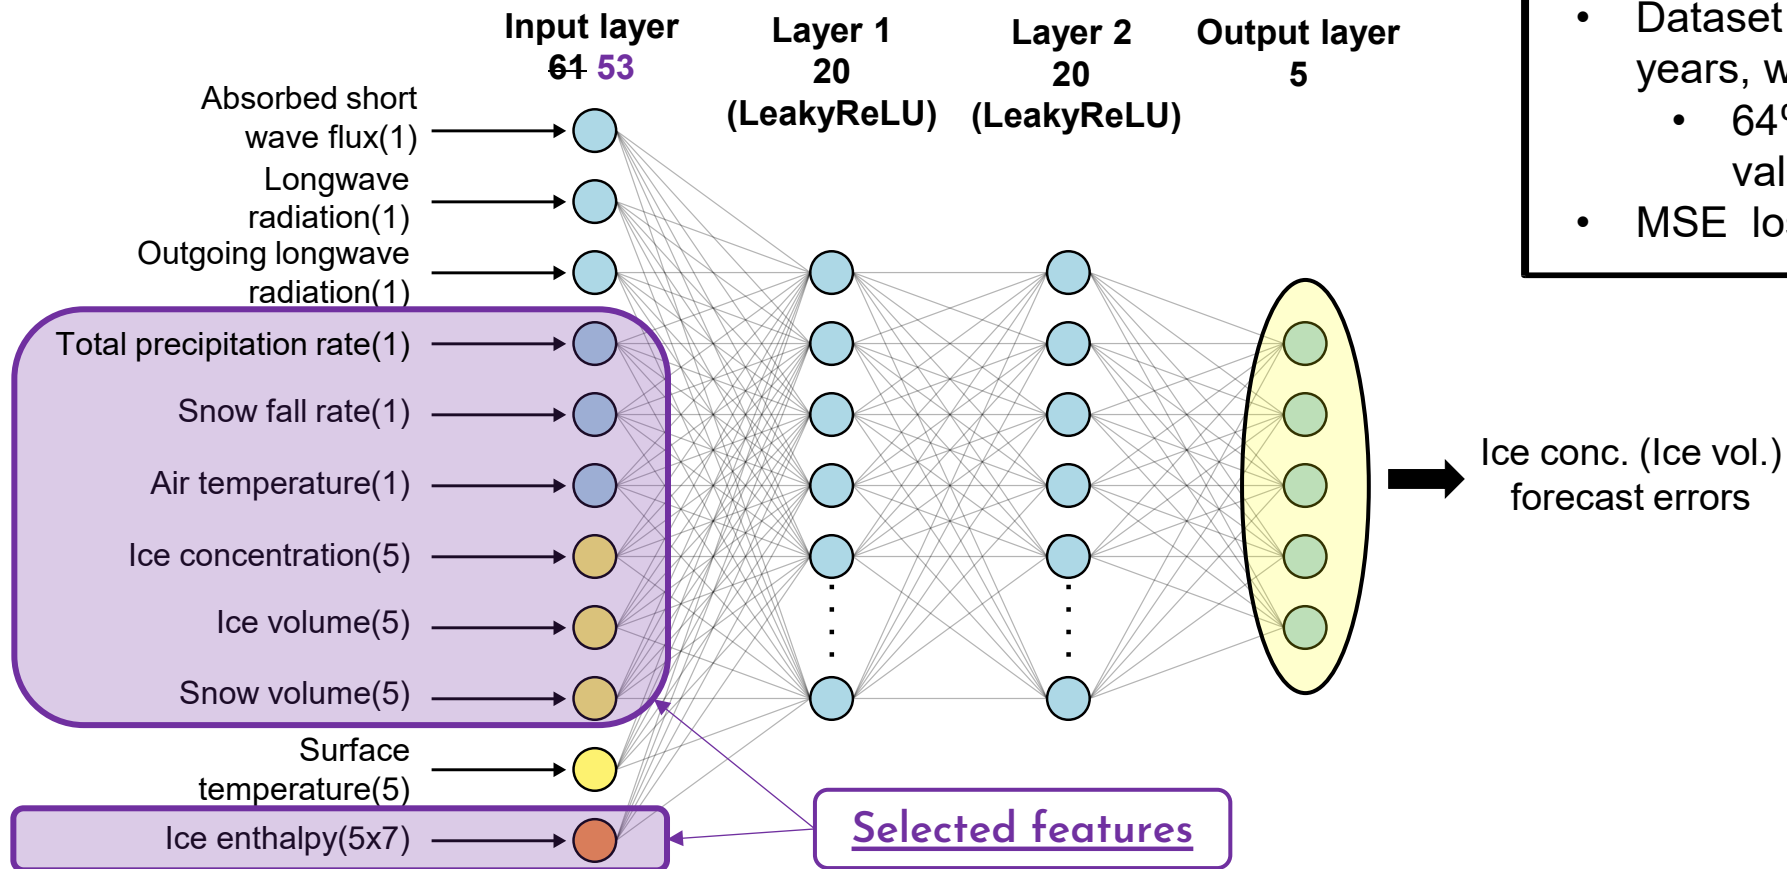 Input layer
61 53
Layer 1
20
(LeakyReLU)
Layer 2
20
(LeakyReLU)
Output layer
5
Absorbed short
wave flux(1)
Longwave
radiation(1)
Outgoing longwave
radiation(1)
Total precipitation rate(1)
Snow fall rate(1)
Air temperature(1)
Ice concentration(5)
Ice volume(5)
Snow volume(5)
Surface
temperature(5)
Ice enthalpy(5x7)
Selected features
Ice conc. (Ice vol.)
forecast errors
• Dataset
years, w
• 64%
val
• MSE los